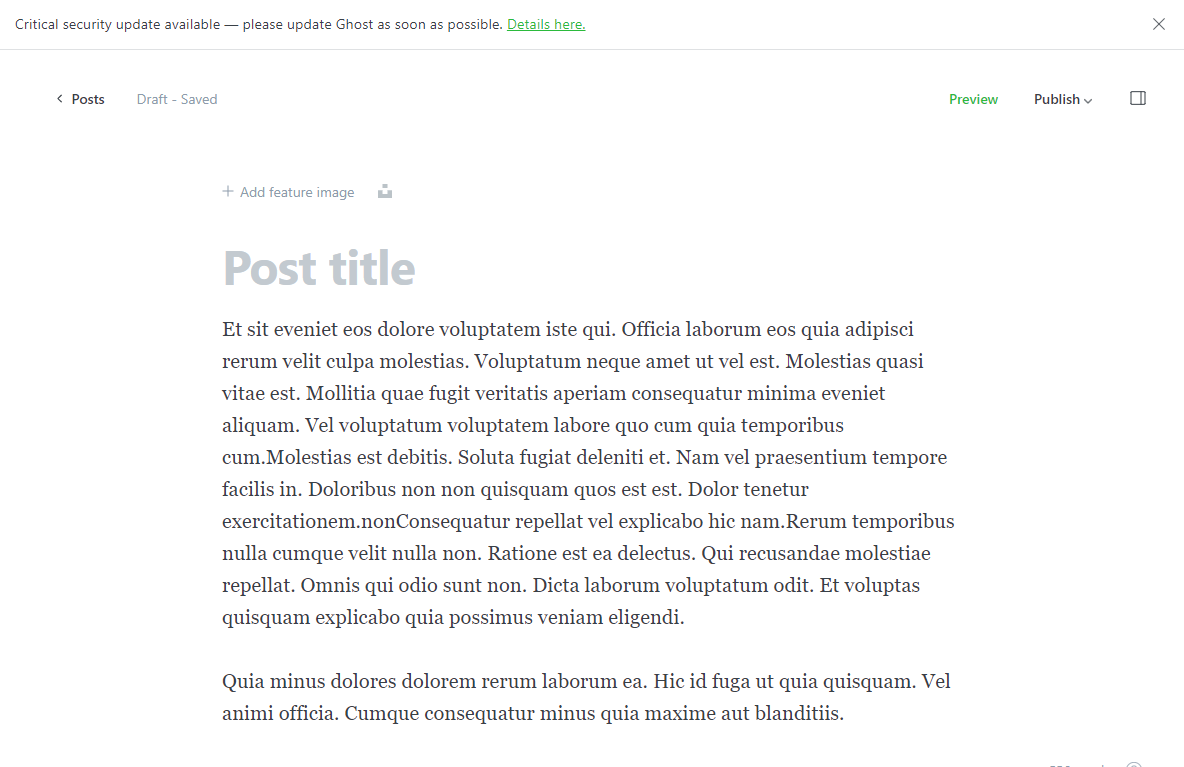 Critical security update available — please update Ghost as soon as possible. Details here.
Posts
Draft - Saved
Preview
Publish
Add feature image
Post title
Et sit eveniet eos dolore voluptatem iste qui. Officia laborum eos quia adipisci
rerum velit culpa molestias. Voluptatum neque amet ut vel est. Molestias quasi
vitae est. Mollitia quae fugit veritatis aperiam consequatur minima eveniet
aliquam. Vel voluptatum voluptatem labore quo cum quia temporibus
cum.Molestias est debitis. Soluta fugiat deleniti et. Nam vel praesentium tempore
facilis in. Doloribus non non quisquam quos est est. Dolor tenetur
exercitationem.nonConsequatur repellat vel explicabo hic nam.Rerum temporibus
nulla cumque velit nulla non. Ratione est ea delectus. Qui recusandae molestiae
repellat. Omnis qui odio sunt non. Dicta laborum voluptatum odit. Et voluptas
quisquam explicabo quia possimus veniam eligendi.
Quia minus dolores dolorem rerum laborum ea. Hic id fuga ut quia quisquam. Vel
animi officia. Cumque consequatur minus quia maxime aut blanditiis.